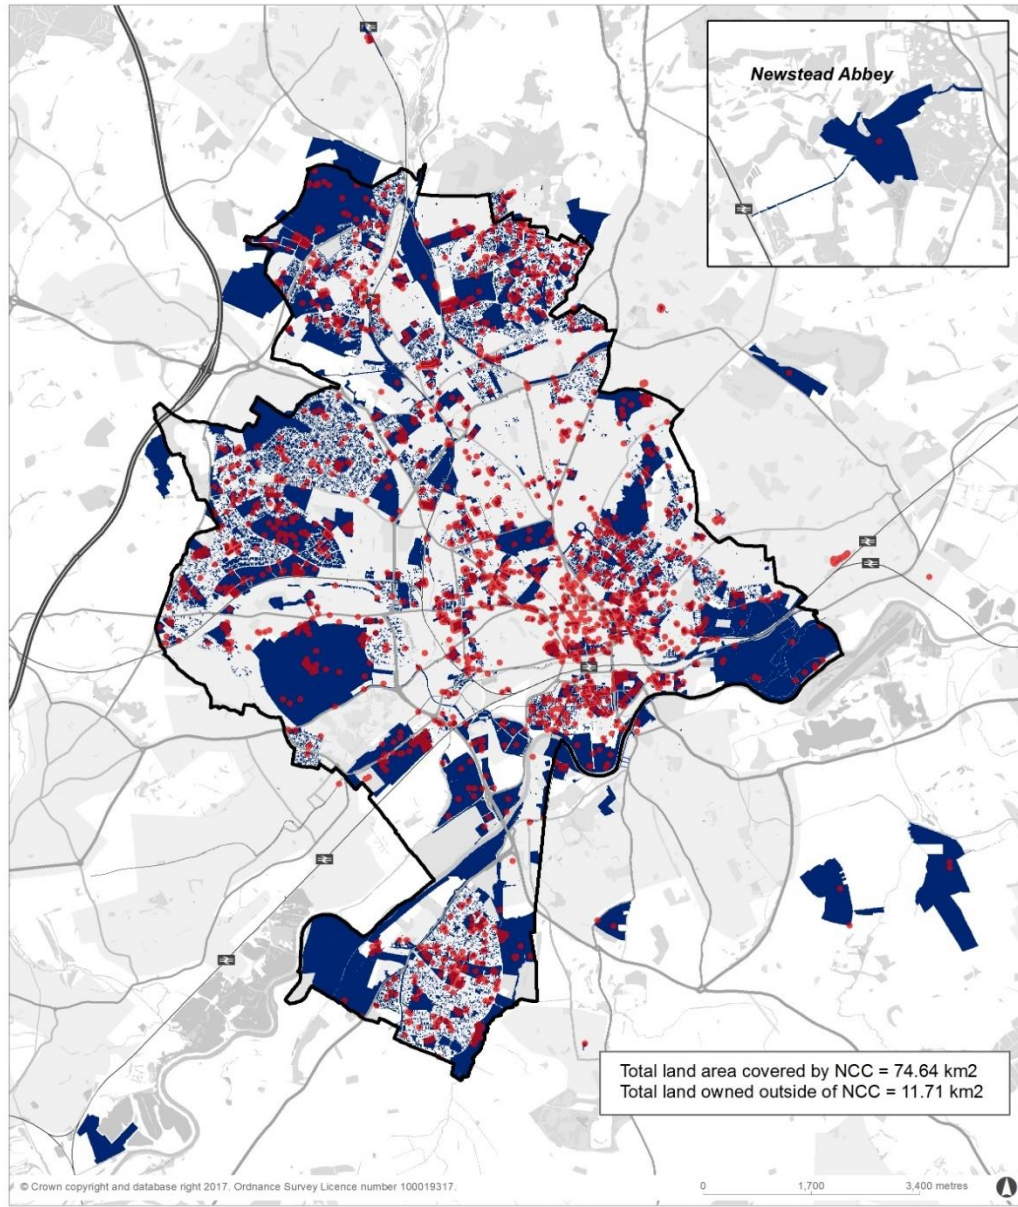 Newstead Abbey
Total land area covered by NCC = 74.64 km2
Total land owned outside of NCC = 11.71 km2
© Crown copyright and database right 2017. Ordnance Survey Licence number 100019317.
0 1,700 3,400 metres